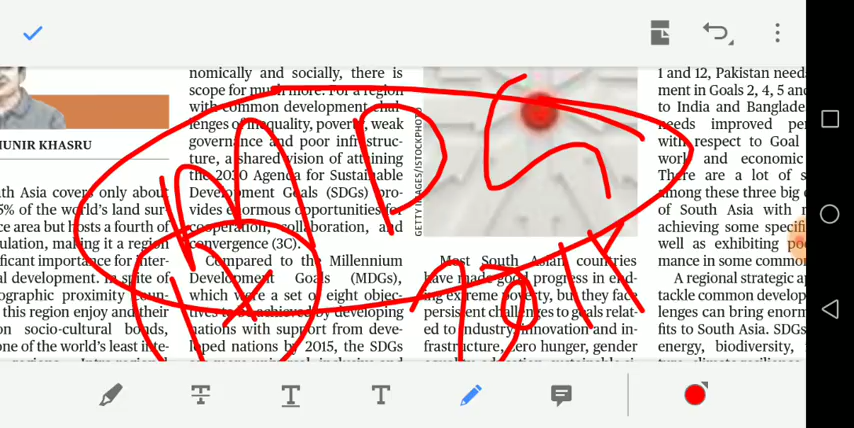 MUNIR KHASRU
th Asia covers only about
5% of the world's land sur-
ce area but hosts a fourth of
ulation, making it a region
ficant importance for inter-
al development. In spite of
ographic proximity coun-
this region enjoy and their
on socio-cultural bonds,
one of the world's least inte-
nomically and socially, there is
scope for much more. For a region
with common development chal-
lenges of inequality, poverty, weak
governance and poor infrastruc-
ture, a shared vision of attaining
the 2030 Agenda for Sustainable
Development Goals (SDGs) pro-
vides enormous opportunities for
cooperation, collaboration, and
convergence (3C).
Compared to the Millennium
Development Goals (MDGs),
which were a set of eight objec-
tives to be achieved by developing
nations with support from deve-
loped nations by 2015, the SDGs
GETTY IMAGES/ISTOCKPHOTO
Most South Asian countries
have made good progress in end-
ing extreme poverty, but they face
persistent challenges to goals relat-
ed to industry, innovation and in-
frastructure, zero hunger, gender
1 and 12, Pakistan need
ment in Goals 2, 4, 5 and
to India and Banglade
needs improved per
with respect to Goal
work and economic
There are a lot of s
among these three big
of South Asia with
achieving some specif
well as exhibiting
mance in some common
A regional strategic a
tackle common develop
lenges can bring enorm
fits to South Asia. SDGs
energy, biodiversity,
T
T
T